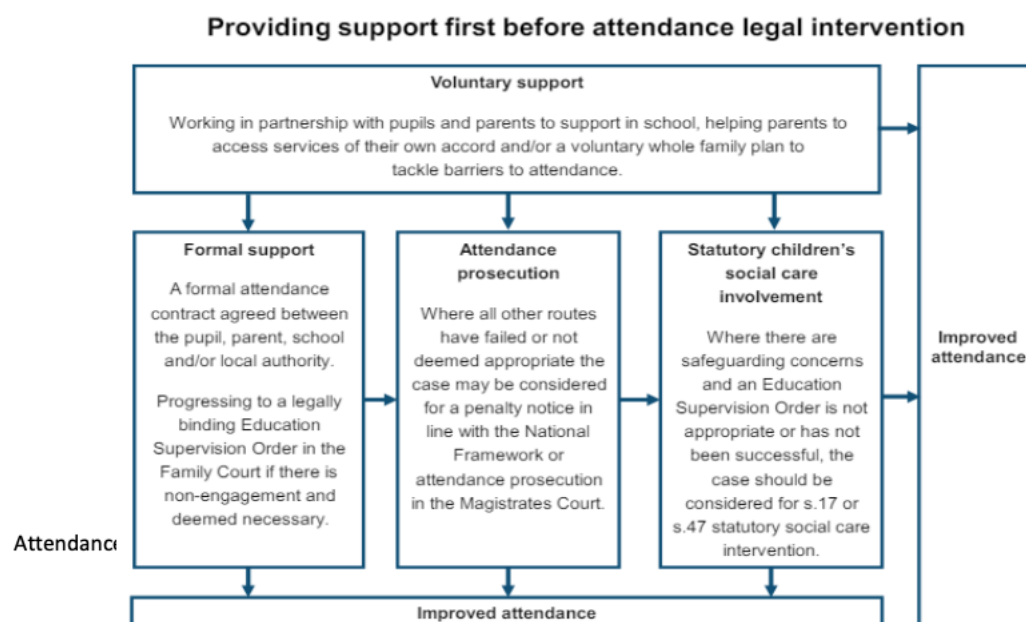 Providing support first before attendance legal intervention
Voluntary support
Working in partnership with pupils and parents to support in school, helping parents to
access services of their own accord and/or a voluntary whole family plan to
tackle barriers to attendance.
Formal support
A formal attendance
contract agreed between
the pupil, parent, school
and/or local authority.
Progressing to a legally
binding Education
Supervision Order in the
Family Court if there is
non-engagement and
deemed necessary.
Attendance
prosecution
Where all other routes
have failed or not
deemed appropriate the
case may be considered
for a penalty notice in
line with the National
Framework or
attendance prosecution
in the Magistrates Court.
Statutory children's
social care
involvement
Where there are
safeguarding concerns
and an Education
Supervision Order is not
appropriate or has not
been successful, the
case should be
considered for s.17 or
s.47 statutory social care
intervention.
Improved
attendance
Attendance
Improved attendance